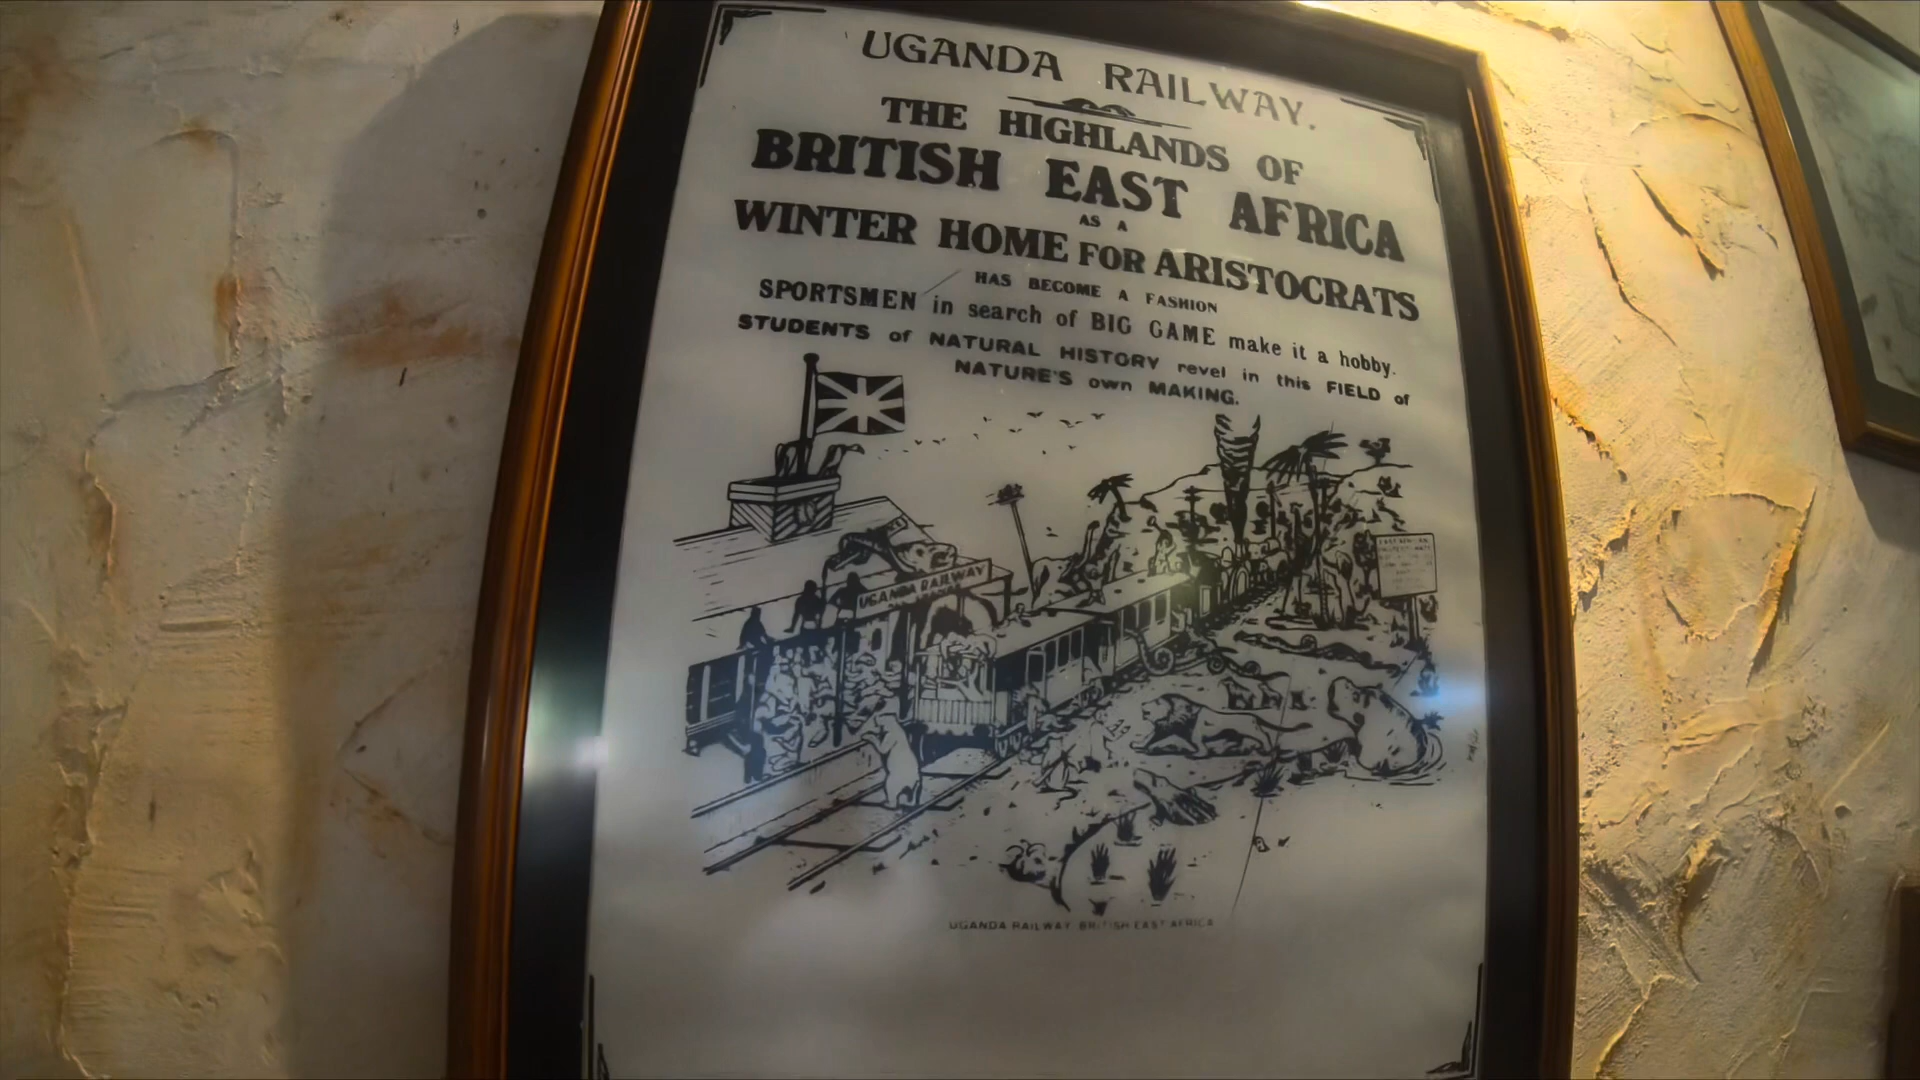 UGANDA RAILWAY.
THE HIGHLANDS OF
BRITISH EAST AFRICA
AS A
WINTER HOME FOR ARISTOCRATS
HAS BECOME A FASHION
SPORTSMEN in search of BIG GAME make it a hobby.
STUDENTS of NATURAL HISTORY revel in this FIELD of
NATURE'S own MAKING.
UGANDA RAILWAY
EAST AFRICAN
UGANDA RAILWAY, BRITISH EAST AFRICA